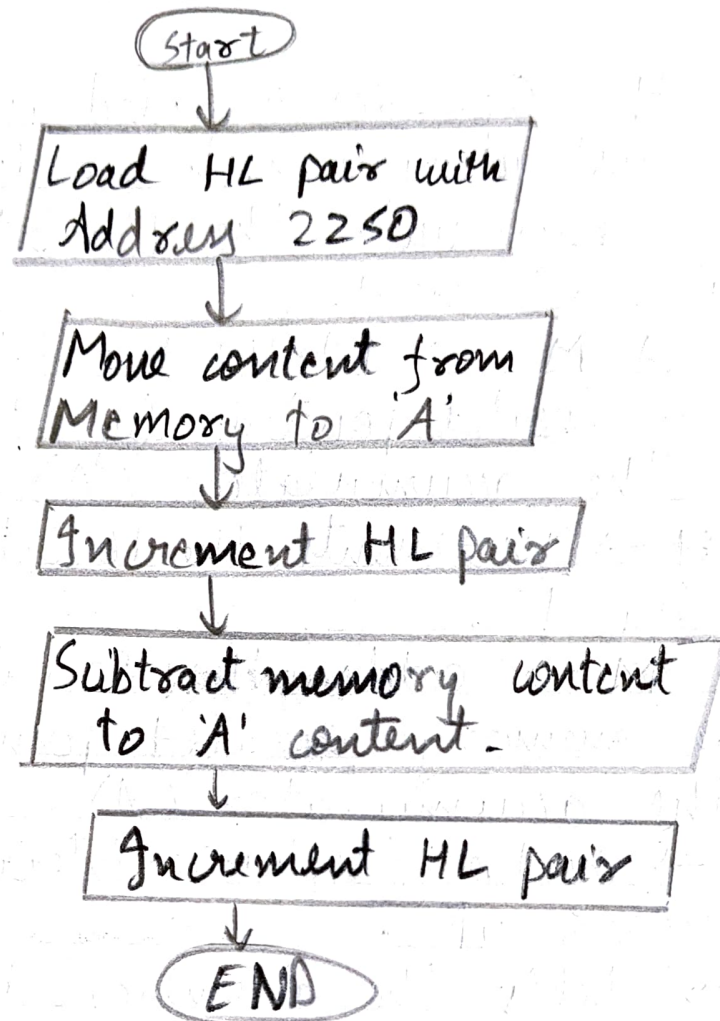 Start
Load HL pair with
Address 2250
Move content from
Memory to 'A'
Increment HL pair
Subtract memory content
to 'A' content.
Increment HL pair
END